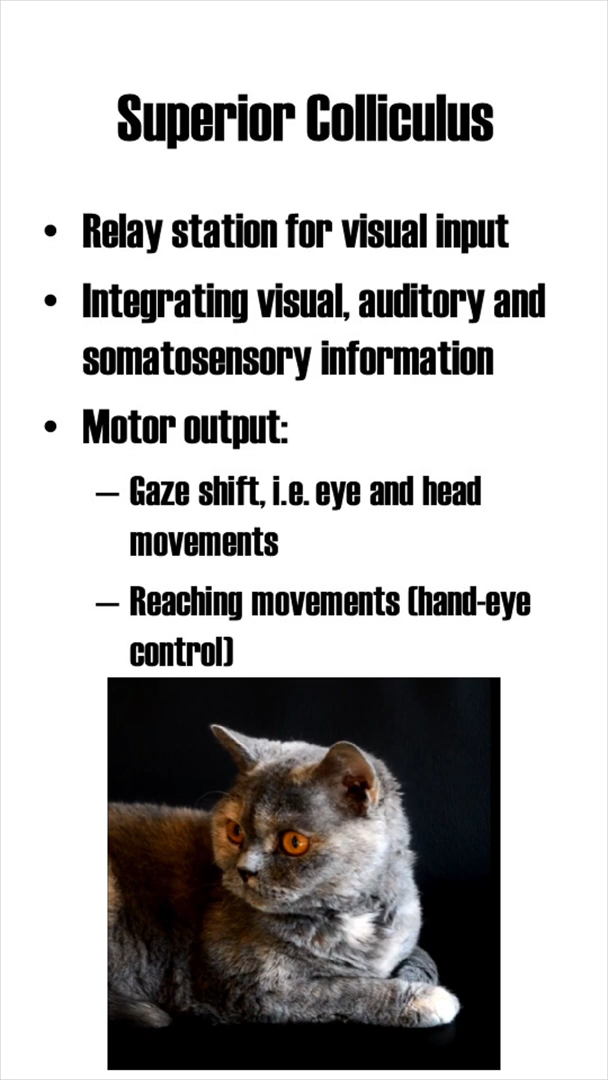 Superior Colliculus
• Relay station for visual input
• Integrating visual, auditory and
somatosensory information
• Motor output:
– Gaze shift, i.e. eye and head
movements
– Reaching movements (hand-eye
control)